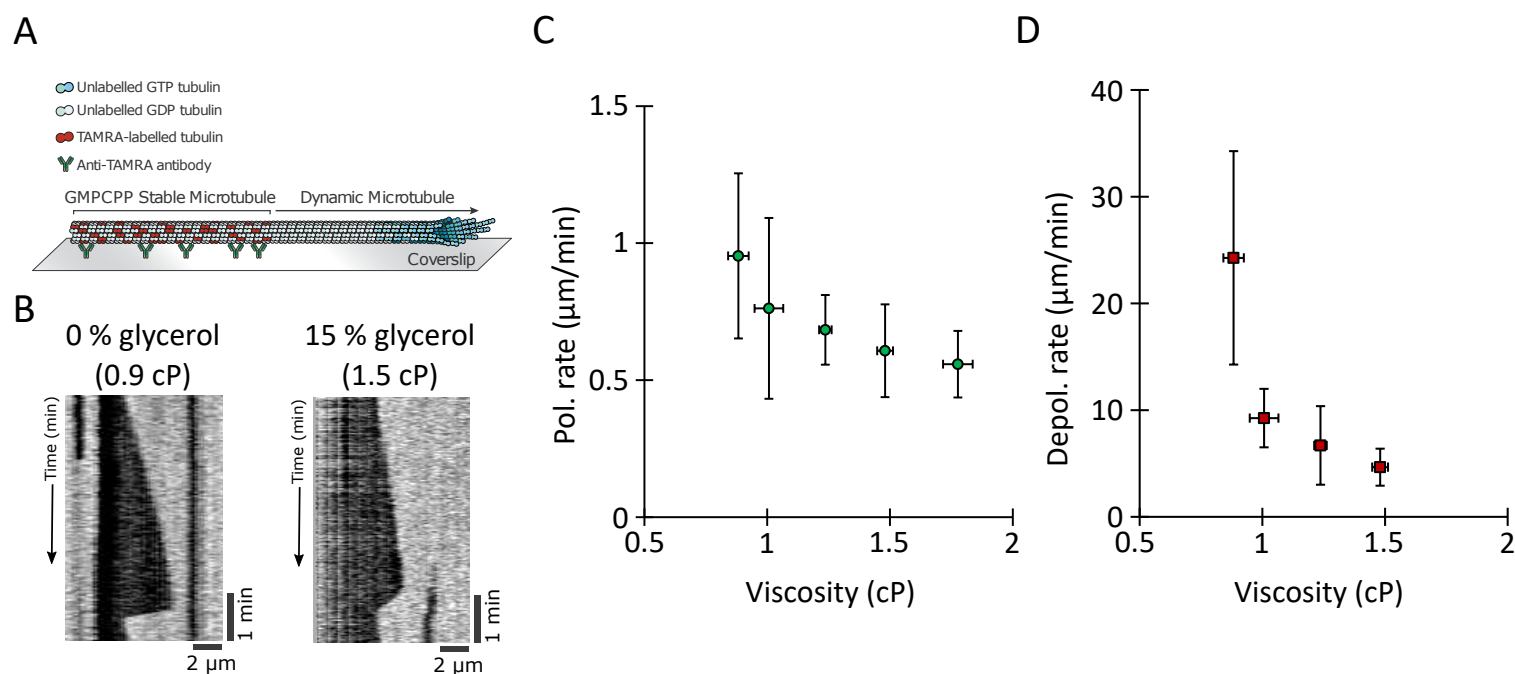 A
Unlabelled GTP tubulin
Unlabelled GDP tubulin
TAMRA-labelled tubulin
Anti-TAMRA antibody
GMPCPP Stable Microtubule
Dynamic Microtubule
Coverslip
B
0 % glycerol
(0.9 cP)
15 % glycerol
(1.5 cP)
Time (min)
1 min
2 µm
Time (min)
1 min
2 µm
C
Pol. rate (µm/min)
1.5
1
0.5
0
0.5
1
1.5
2
Viscosity (cP)
D
Depol. rate (µm/min)
40
30
20
10
0
0.5
1
1.5
2
Viscosity (cP)